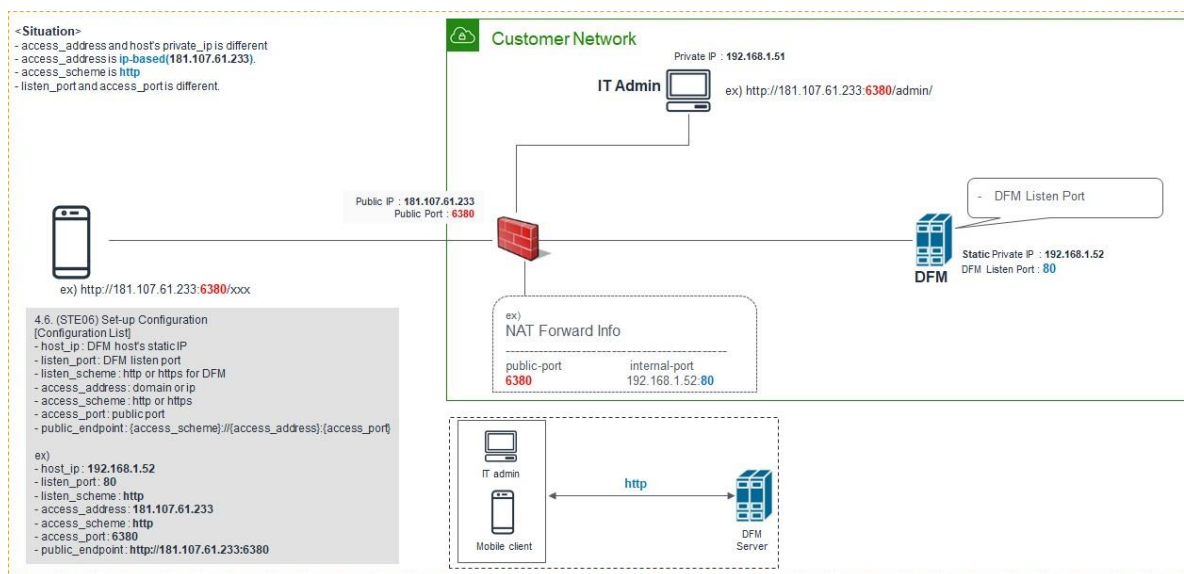 <Situation>
- access_address and host's private_ip is different
- access_address is ip-based(181.107.61.233).
- access_scheme is http
- listen_port and access_port is different.
Customer Network
Private IP : 192.168.1.51
IT Admin
ex) http://181.107.61.233:6380/admin/
Public IP : 181.107.61.233
Public Port : 6380
- DFM Listen Port
Static Private IP : 192.168.1.52
DFM Listen Port : 80
DFM
ex) http://181.107.61.233:6380/xxx
ex)
NAT Forward Info
public-port internal-port
6380 192.168.1.52:80
4.6. (STE06) Set-up Configuration
[Configuration List]
- host_ip : DFM host's static IP
- listen_port : DFM listen port
- listen_scheme : http or https for DFM
- access_address : domain or ip
- access_scheme : http or https
- access_port : public port
- public_endpoint : {access_scheme}://{access_address}:{access_port}
ex)
- host_ip : 192.168.1.52
- listen_port : 80
- listen_scheme : http
- access_address : 181.107.61.233
- access_scheme : http
- access_port : 6380
- public_endpoint : http://181.107.61.233:6380
IT admin
Mobile client
http
DFM
Server